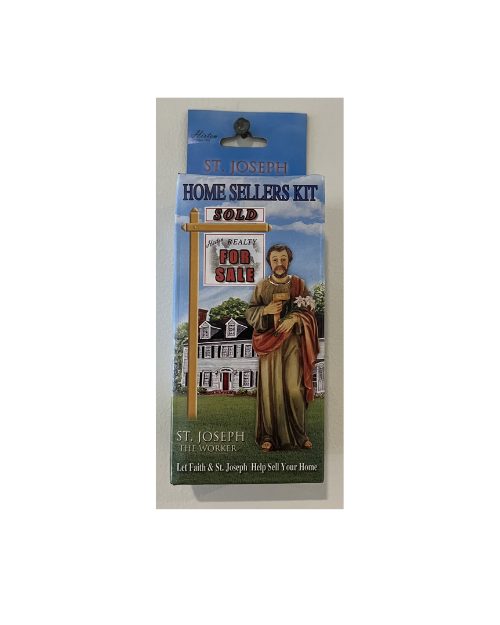 ST. JOSEPH
HOME SELLERS KIT
SOLD
REALTY
FOR
SALE
ST. JOSEPH
THE WORKER
Let Faith & St. Joseph Help Sell Your Home